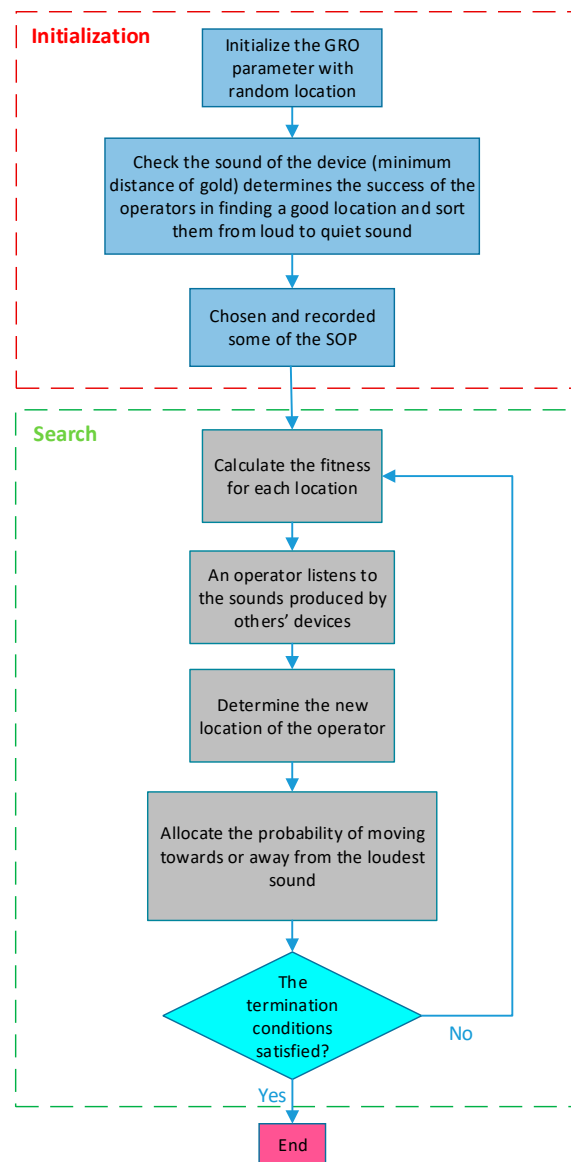 Initialization
Initialize the GRO
parameter with
random location
Check the sound of the device (minimum
distance of gold) determines the success of the
operators in finding a good location and sort
them from loud to quiet sound
Chosen and recorded
some of the SOP
Search
Calculate the fitness
for each location
An operator listens to
the sounds produced by
others’ devices
Determine the new
location of the operator
Allocate the probability of moving
towards or away from the loudest
sound
The
termination
conditions
satisfied?
No
Yes
End